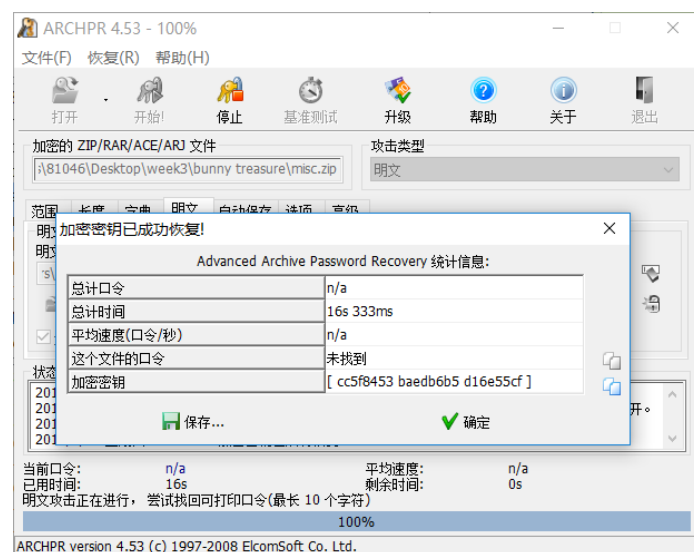 ARCHPR 4.53 - 100%
文件(F) 恢复(R) 帮助(H)
打开 开始! 停止 基准测试 升级 帮助 关于 退出
加密的 ZIP/RAR/ACE/ARJ 文件 攻击类型
:\81046\Desktop\week3\bunny treasure\misc.zip 明文
范围 长度 字典 明文 自动保存 选项 高级
加密密钥已成功恢复!
Advanced Archive Password Recovery 统计信息:
总计口令 n/a
总计时间 16s 333ms
平均速度(口令/秒) n/a
这个文件的口令 未找到
加密密钥 [ cc5f8453 baedb6b5 d16e55cf ]
保存... 确定
状态
201
201 开。
201
201
当前口令: n/a 平均速度: n/a
已用时间: 16s 剩余时间: 0s
明文攻击正在进行，尝试找回可打印口令(最长 10 个字符)
100%
ARCHPR version 4.53 (c) 1997-2008 ElcomSoft Co. Ltd.